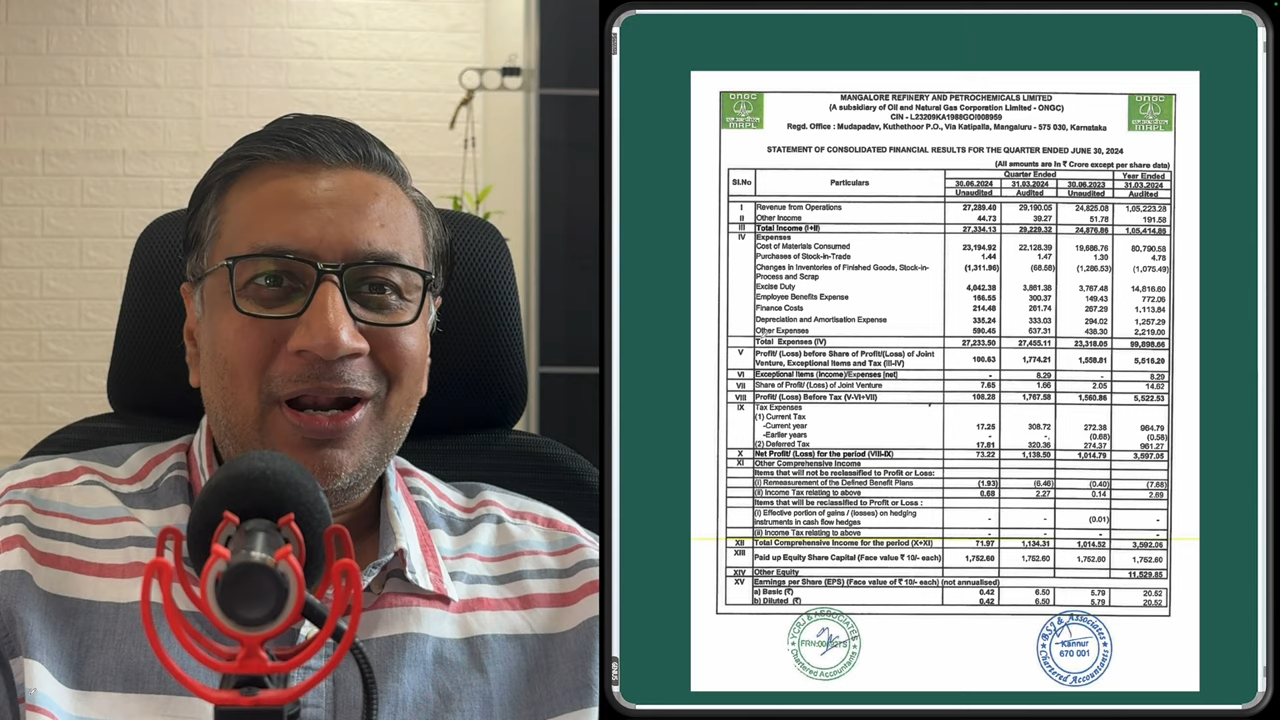 ONGC
MRPL
MANGALORE REFINERY AND PETROCHEMICALS LIMITED
(A subsidiary of Oil and Natural Gas Corporation Limited - ONGC)
CIN - L23209KA1988GOI008959
Regd. Office : Mudapadav, Kuthethoor P.O., Via Katipalla, Mangaluru - 575 030, Karnataka
ONGC
MRPL
STATEMENT OF CONSOLIDATED FINANCIAL RESULTS FOR THE QUARTER ENDED JUNE 30, 2024
(All amounts are in ₹ Crore except per share data)
Sl.No Particulars Quarter Ended Year Ended
30.06.2024 31.03.2024 30.06.2023 31.03.2024
Unaudited Audited Unaudited Audited
I Revenue from Operations 27,289.40 29,190.05 24,825.08 1,05,223.28
II Other Income 44.73 39.27 51.78 191.58
III Total Income (I+II) 27,334.13 29,229.32 24,876.86 1,05,414.86
IV Expenses
Cost of Materials Consumed 23,194.92 22,128.39 19,686.76 80,790.58
Purchases of Stock-in-Trade 1.44 1.47 1.30 4.78
Changes in Inventories of Finished Goods, Stock-in-Process and Scrap (1,311.96) (68.58) (1,286.53) (1,075.49)
Excise Duty 4,042.38 3,861.38 3,767.48 14,816.60
Employee Benefits Expense 166.55 300.37 149.43 772.06
Finance Costs 214.48 261.74 267.29 1,113.84
Depreciation and Amortisation Expense 335.24 333.03 294.02 1,257.29
Other Expenses 590.45 637.31 438.30 2,219.00
Total Expenses (IV) 27,233.50 27,455.11 23,318.05 99,898.66
V Profit/ (Loss) before Share of Profit/(Loss) of Joint Venture, Exceptional Items and Tax (III-IV) 100.63 1,774.21 1,558.81 5,516.20
VI Exceptional Items (Income)/Expenses [net] - 8.29 - 8.29
VII Share of Profit/ (Loss) of Joint Venture 7.65 1.66 2.05 14.62
VIII Profit/ (Loss) Before Tax (V-VI+VII) 108.28 1,767.58 1,560.86 5,522.53
IX Tax Expenses
(1) Current Tax
-Current year 17.25 308.72 272.38 964.79
-Earlier years - - (0.68) (0.58)
(2) Deferred Tax 17.81 320.36 274.37 961.27
X Net Profit/ (Loss) for the period (VIII-IX) 73.22 1,138.50 1,014.79 3,597.05
XI Other Comprehensive Income
Items that will not be reclassified to Profit or Loss:
(i) Remeasurement of the Defined Benefit Plans (1.93) (6.46) (0.40) (7.68)
(ii) Income Tax relating to above 0.68 2.27 0.14 2.69
Items that will be reclassified to Profit or Loss :
(i) Effective portion of gains / (losses) on hedging instruments in cash flow hedges - - (0.01) -
(ii) Income Tax relating to above - - - -
XII Total Comprehensive Income for the period (X+XI) 71.97 1,134.31 1,014.52 3,592.06
XIII Paid up Equity Share Capital (Face value ₹ 10/- each) 1,752.60 1,752.60 1,752.60 1,752.60
XIV Other Equity 11,529.85
XV Earnings per Share (EPS) (Face value of ₹ 10/- each) (not annualised)
a) Basic (₹) 0.42 6.50 5.79 20.52
b) Diluted (₹) 0.42 6.50 5.79 20.52
YCRJ & ASSOCIATES
Chartered Accountants
BSJ & Associates
Kannur
670 001
Chartered Accountants